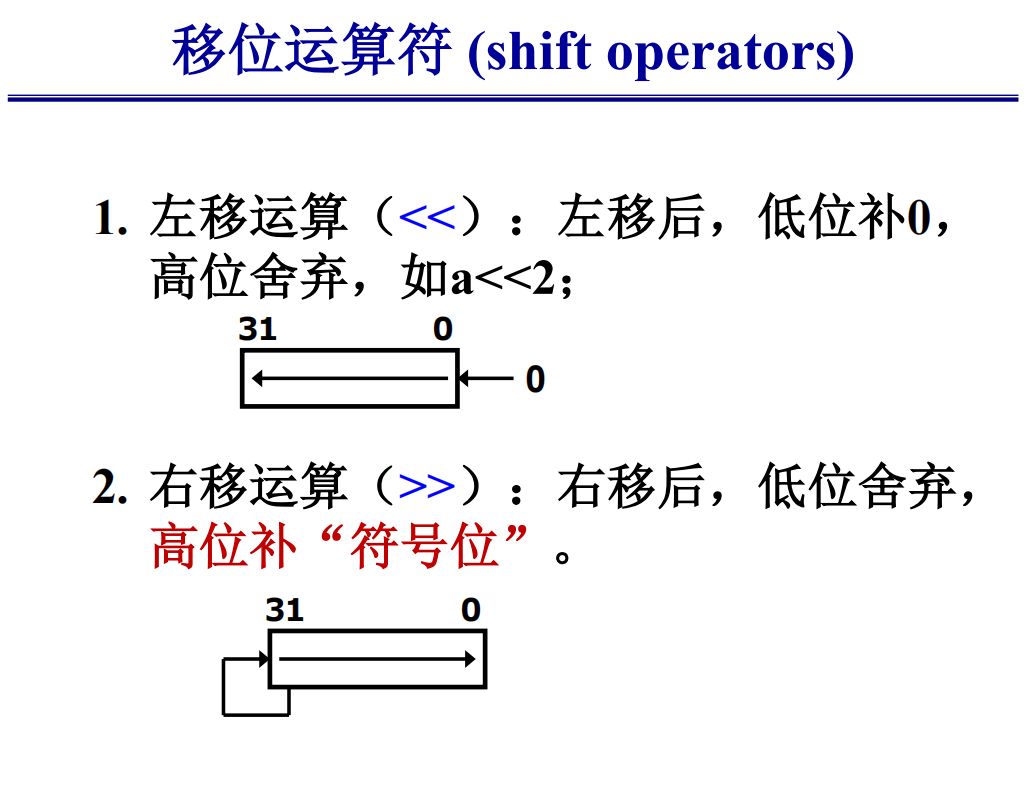 移位运算符 (shift operators)
1. 左移运算（<<）：左移后，低位补0，
高位舍弃，如a<<2；
31 0
0
2. 右移运算（>>）：右移后，低位舍弃，
高位补“符号位”。
31 0